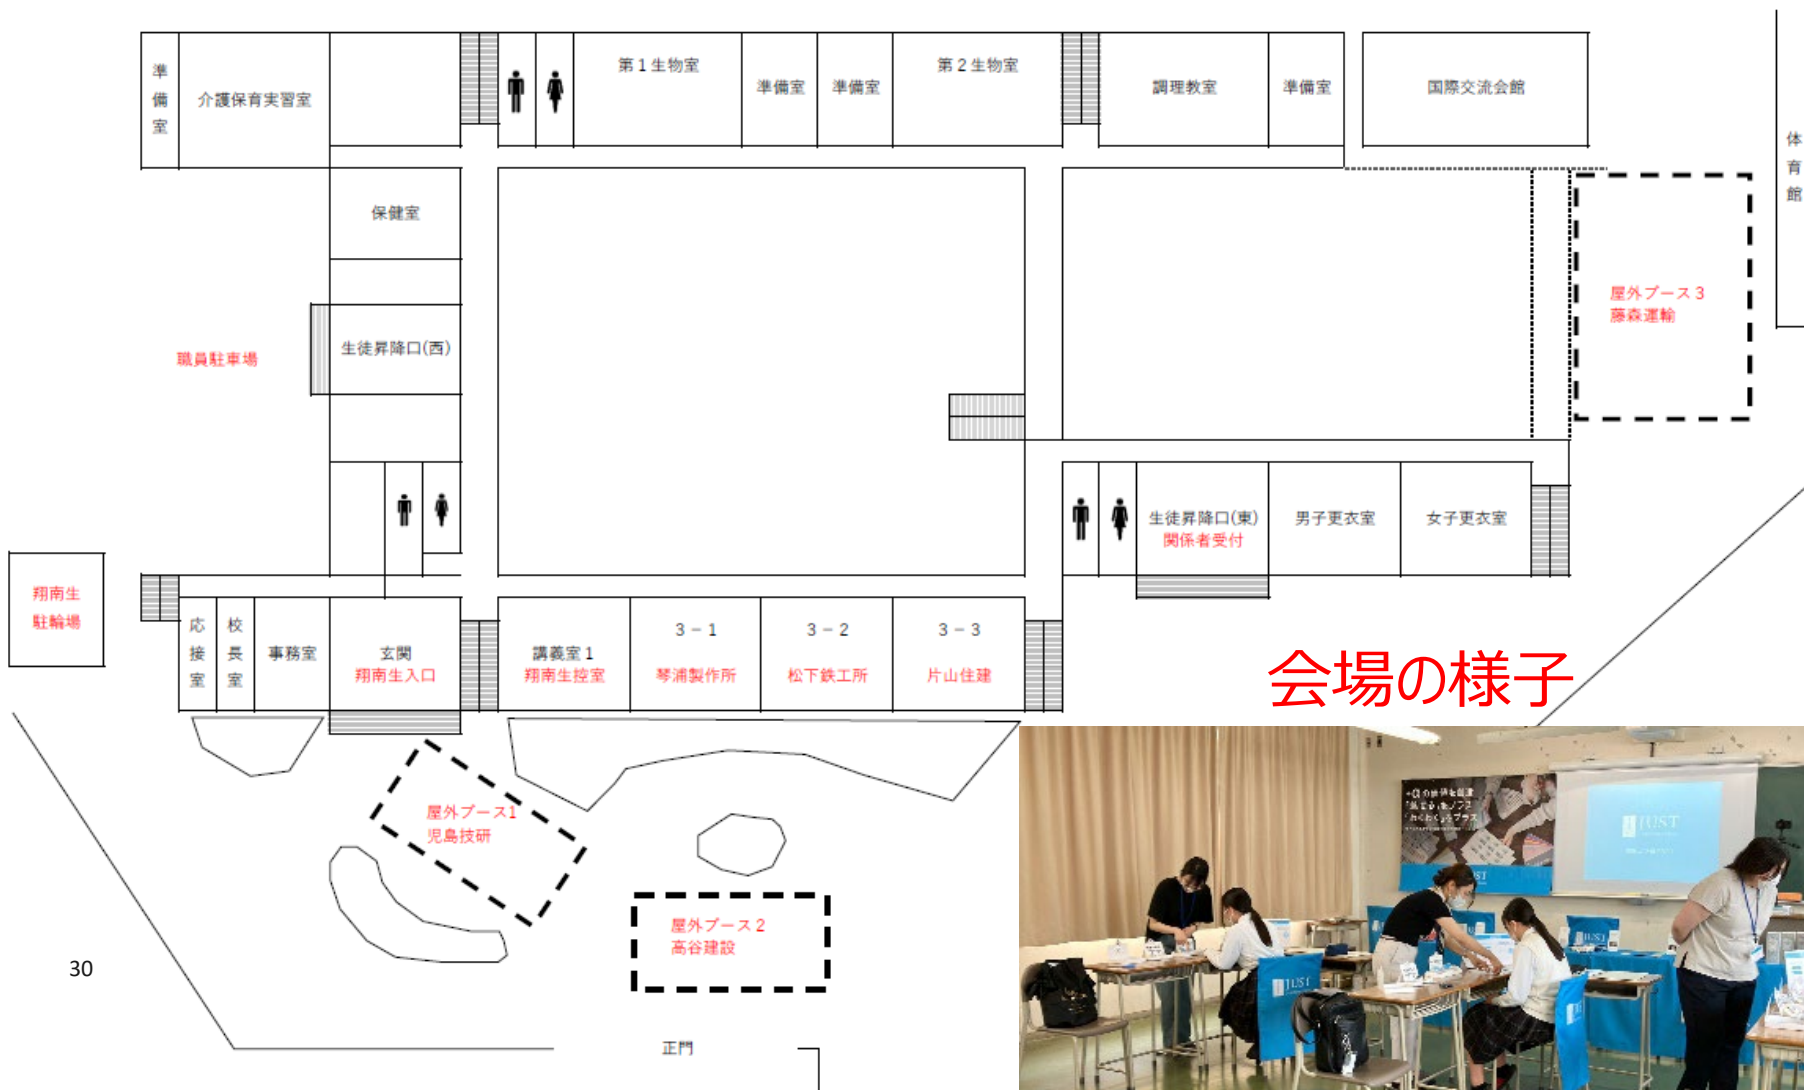 準備室
介護保育実習室
第1生物室
準備室
準備室
第2生物室
調理教室
準備室
国際交流会館
体育館
保健室
屋外ブース3
藤森運輸
生徒昇降口(西)
職員駐車場
生徒昇降口(東)
関係者受付
男子更衣室
女子更衣室
翔南生
駐輪場
応接室
校長室
事務室
玄関
翔南生入口
講義室1
翔南生控室
3-1
琴浦製作所
3-2
松下鉄工所
3-3
片山住建
会場の様子
屋外ブース1
児島技研
屋外ブース2
高谷建設
30
正門
JUST
JUST